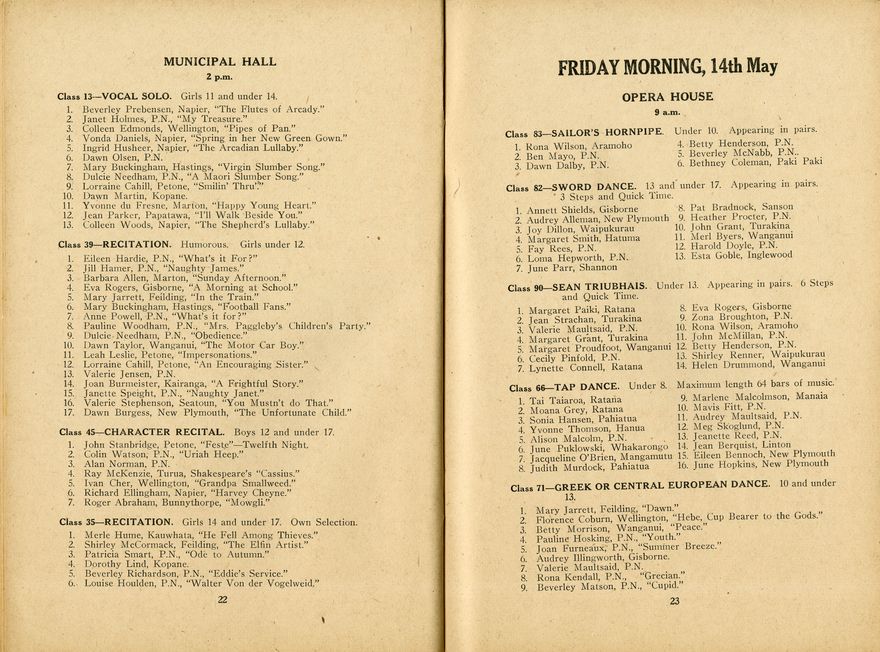 MUNICIPAL HALL
2 p.m.
Class 13—VOCAL SOLO. Girls 11 and under 14.
1. Beverley Prebensen, Napier, "The Flutes of Arcady."
2. Janet Holmes, P.N., "My Treasure."
3. Colleen Edmonds, Wellington, "Pipes of Pan."
4. Vonda Daniels, Napier, "Spring in her New Green Gown."
5. Ingrid Husheer, Napier, "The Arcadian Lullaby."
6. Dawn Olsen, P.N.
7. Mary Buckingham, Hastings, "Virgin Slumber Song."
8. Dulcie Needham, P.N., "A Maori Slumber Song."
9. Lorraine Cahill, Petone, "Smilin' Thru'."
10. Dawn Martin, Kopane.
11. Yvonne du Fresne, Marton, "Happy Young Heart."
12. Jean Parker, Papatawa, "I'll Walk Beside You."
13. Colleen Woods, Napier, "The Shepherd's Lullaby."
Class 39—RECITATION. Humorous. Girls under 12.
1. Eileen Hardie, P.N., "What's it For?"
2. Jill Hamer, P.N., "Naughty James."
3. Barbara Allen, Marton, "Sunday Afternoon."
4. Eva Rogers, Gisborne, "A Morning at School."
5. Mary Jarrett, Feilding, "In the Train."
6. Mary Buckingham, Hastings, "Football Fans."
7. Anne Powell, P.N., "What's it for?"
8. Pauline Woodham, P.N., "Mrs. Paggleby's Children's Party."
9. Dulcie Needham, P.N., "Obedience."
10. Dawn Taylor, Wanganui, "The Motor Car Boy."
11. Leah Leslie, Petone, "Impersonations."
12. Lorraine Cahill, Petone, "An Encouraging Sister."
13. Valerie Jensen, P.N.
14. Joan Burmeister, Kairanga, "A Frightful Story."
15. Janette Speight, P.N., "Naughty Janet."
16. Valerie Stephenson, Seatoun, "You Mustn't do That."
17. Dawn Burgess, New Plymouth, "The Unfortunate Child."
Class 45—CHARACTER RECITAL. Boys 12 and under 17.
1. John Stanbridge, Petone, "Feste"—Twelfth Night.
2. Colin Watson, P.N., "Uriah Heep."
3. Alan Norman, P.N.
4. Ray McKenzie, Turua, Shakespeare's "Cassius."
5. Ivan Cher, Wellington, "Grandpa Smallweed."
6. Richard Ellingham, Napier, "Harvey Cheyne."
7. Roger Abraham, Bunnythorpe, "Mowgli."
Class 35—RECITATION. Girls 14 and under 17. Own Selection.
1. Merle Hume, Kauwhata, "He Fell Among Thieves."
2. Shirley McCormack, Feilding, "The Elfin Artist."
3. Patricia Smart, P.N., "Ode to Autumn."
4. Dorothy Lind, Kopane.
5. Beverley Richardson, P.N., "Eddie's Service."
6. Louise Houlden, P.N., "Walter Von der Vogelweid."
22
FRIDAY MORNING, 14th May
OPERA HOUSE
9 a.m.
Class 83—SAILOR'S HORNPIPE. Under 10. Appearing in pairs.
1. Rona Wilson, Aramoho
2. Ben Mayo, P.N.
3. Dawn Dalby, P.N.
4. Betty Henderson, P.N.
5. Beverley McNabb, P.N..
6. Bethney Coleman, Paki Paki
Class 82—SWORD DANCE. 13 and under 17. Appearing in pairs.
3 Steps and Quick Time.
1. Annett Shields, Gisborne
2. Audrey Alleman, New Plymouth
3. Joy Dillon, Waipukurau
4. Margaret Smith, Hatuma
5. Fay Rees, P.N.
6. Loma Hepworth, P.N.
7. June Parr, Shannon
8. Pat Bradnock, Sanson
9. Heather Procter, P.N.
10. John Grant, Turakina
11. Merl Byers, Wanganui
12. Harold Doyle, P.N.
13. Esta Goble, Inglewood
Class 90—SEAN TRIUBHAIS. Under 13. Appearing in pairs. 6 Steps
and Quick Time.
1. Margaret Paiki, Ratana
2. Jean Strachan, Turakina
3. Valerie Maultsaid, P.N.
4. Margaret Grant, Turakina
5. Margaret Proudfoot, Wanganui
6. Cecily Pinfold, P.N.
7. Lynette Connell, Ratana
8. Eva Rogers, Gisborne
9. Zona Broughton, P.N.
10. Rona Wilson, Aramoho
11. John McMillan, P.N.
12. Betty Henderson, P.N.
13. Shirley Renner, Waipukurau
14. Helen Drummond, Wanganui
Class 66—TAP DANCE. Under 8. Maximum length 64 bars of music.
1. Tai Taiaroa, Ratana
2. Moana Grey, Ratana
3. Sonia Hansen, Pahiatua
4. Yvonne Thomson, Hanua
5. Alison Malcolm, P.N.
6. June Puklowski, Whakarongo
7. Jacqueline O'Brien, Mangamutu
8. Judith Murdock, Pahiatua
9. Marlene Malcolmson, Manaia
10. Mavis Fitt, P.N.
11. Audrey Maultsaid, P.N.
12. Meg Skoglund, P.N.
13. Jeanette Reed, P.N.
14. Jean Berquist, Linton
15. Eileen Bennoch, New Plymouth
16. June Hopkins, New Plymouth
Class 71—GREEK OR CENTRAL EUROPEAN DANCE. 10 and under
13.
1. Mary Jarrett, Feilding, "Dawn."
2. Florence Coburn, Wellington, "Hebe, Cup Bearer to the Gods."
3. Betty Morrison, Wanganui, "Peace."
4. Pauline Hosking, P.N., "Youth."
5. Joan Furneaux, P.N., "Summer Breeze."
6. Audrey Illingworth, Gisborne.
7. Valerie Maultsaid, P.N.
8. Rona Kendall, P.N., "Grecian."
9. Beverley Matson, P.N., "Cupid."
23